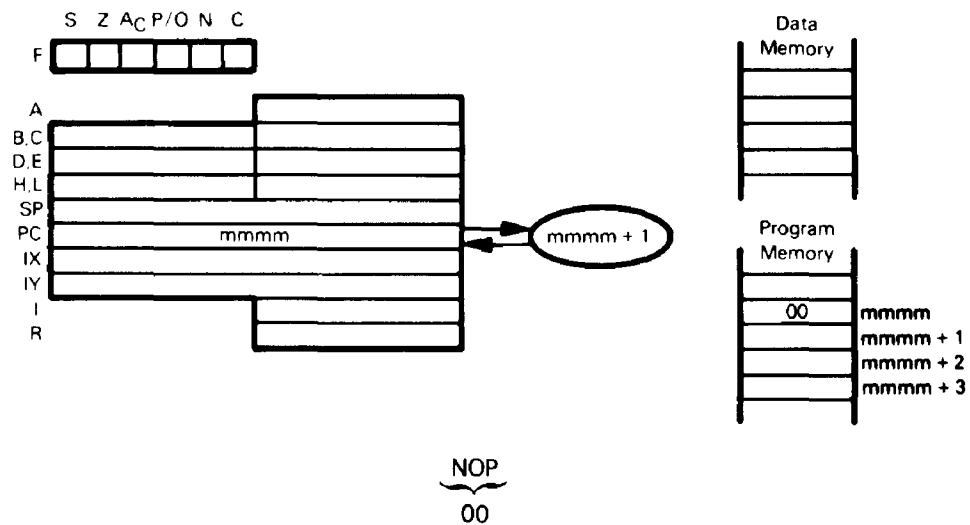 S Z AC P/O N C
F
A
B,C
D,E
H,L
SP
PC mmmm
IX
IY
I
R
mmmm + 1
Data
Memory
Program
Memory
00 mmmm
mmmm + 1
mmmm + 2
mmmm + 3
NOP
00